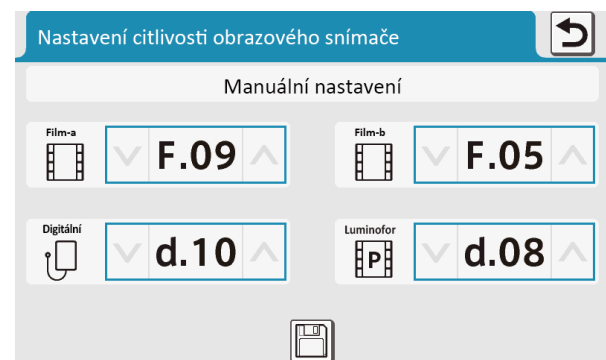 Nastavení citlivosti obrazového snímače
Manuální nastavení
Film-a
F.09
Film-b
F.05
Digitální
d.10
Luminofor
P
d.08